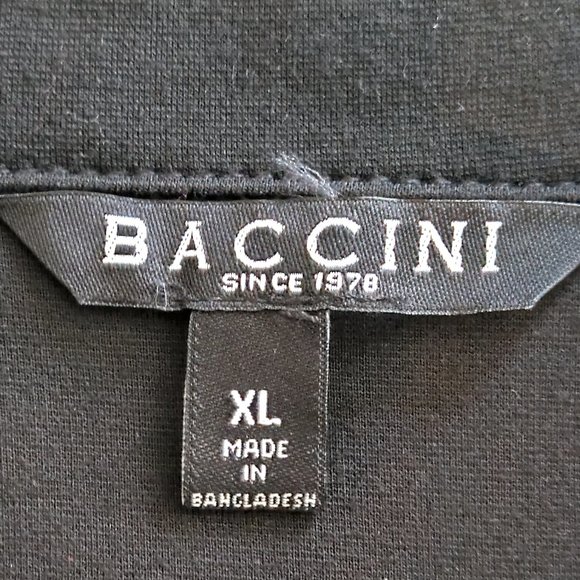 BACCINI
SINCE 1978
XL
MADE
IN
BANGLADESH